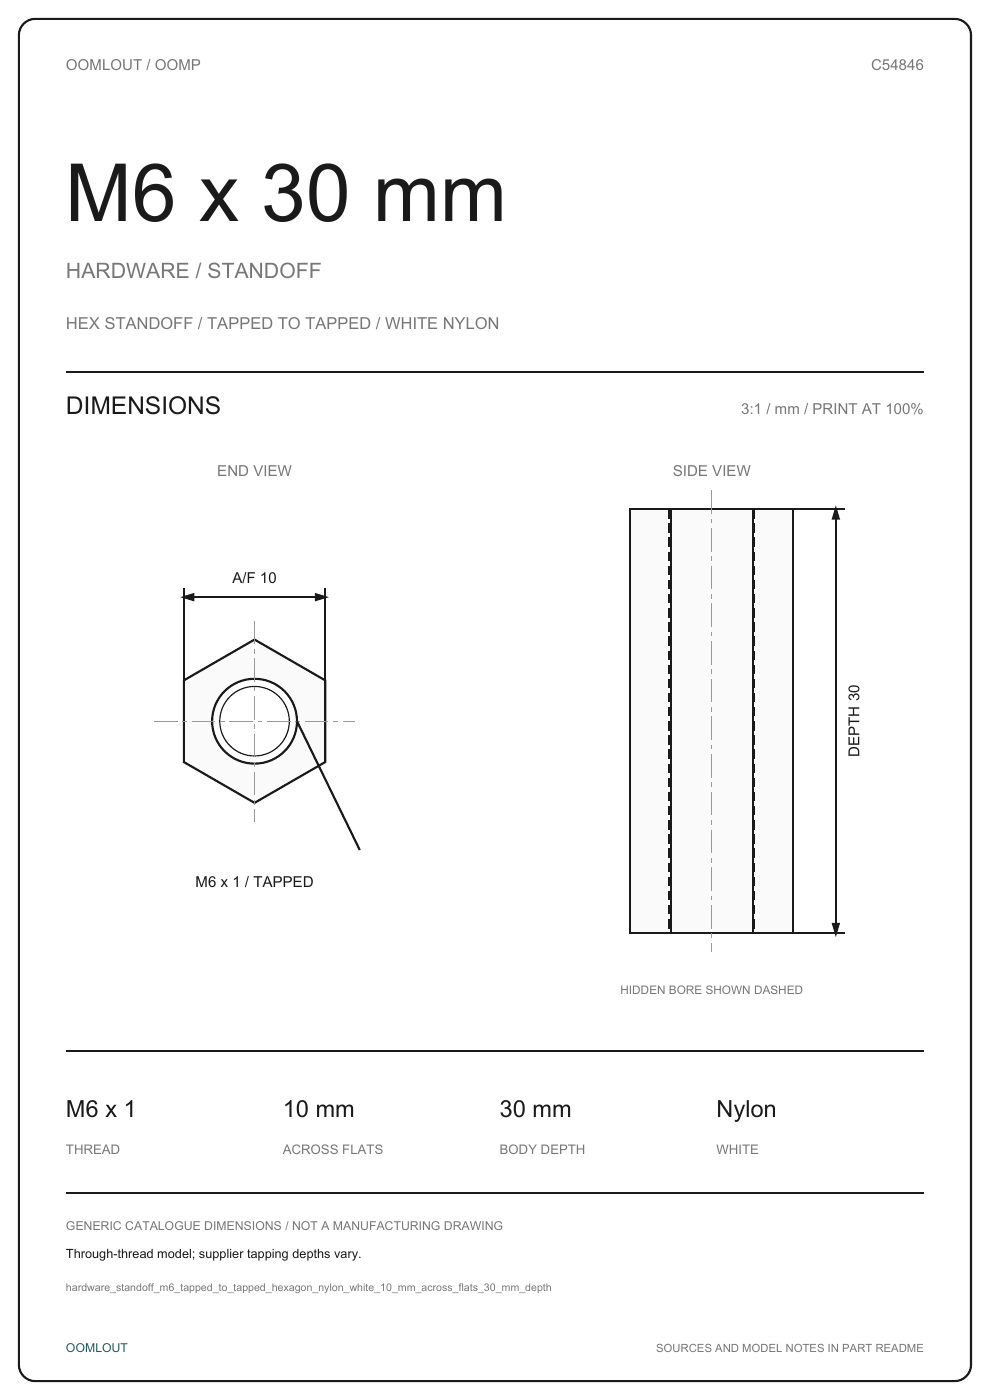 OOMLOUT / OOMP
C54846
M6 x 30 mm
HARDWARE / STANDOFF
HEX STANDOFF / TAPPED TO TAPPED / WHITE NYLON
DIMENSIONS
3:1 / mm / PRINT AT 100%
END VIEW
SIDE VIEW
A/F 10
DEPTH 30
M6 x 1 / TAPPED
HIDDEN BORE SHOWN DASHED
M6 x 1
10 mm
30 mm
Nylon
THREAD
ACROSS FLATS
BODY DEPTH
WHITE
GENERIC CATALOGUE DIMENSIONS / NOT A MANUFACTURING DRAWING
Through-thread model; supplier tapping depths vary.
hardware_standoff_m6_tapped_to_tapped_hexagon_nylon_white_10_mm_across_flats_30_mm_depth
OOMLOUT
SOURCES AND MODEL NOTES IN PART README